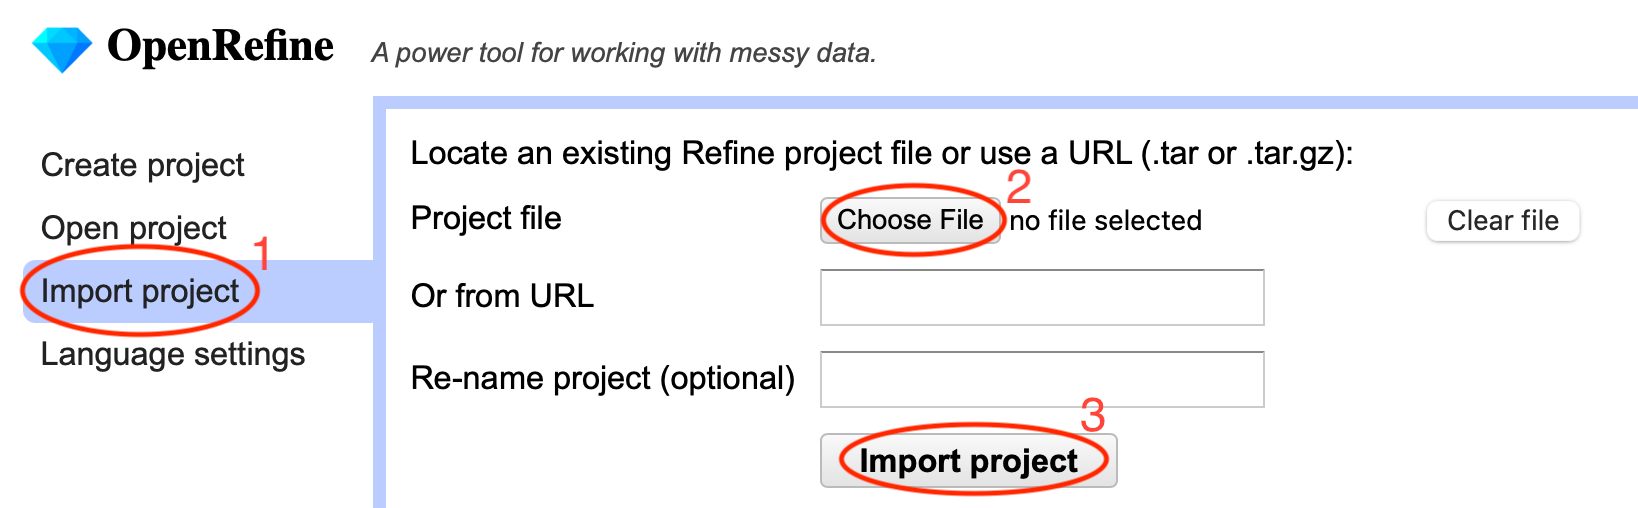 OpenRefine A power tool for working with messy data.
Create project
Open project
1
Import project
Language settings
Locate an existing Refine project file or use a URL (.tar or .tar.gz):
2
Project file Choose File no file selected Clear file
Or from URL
Re-name project (optional)
3
Import project